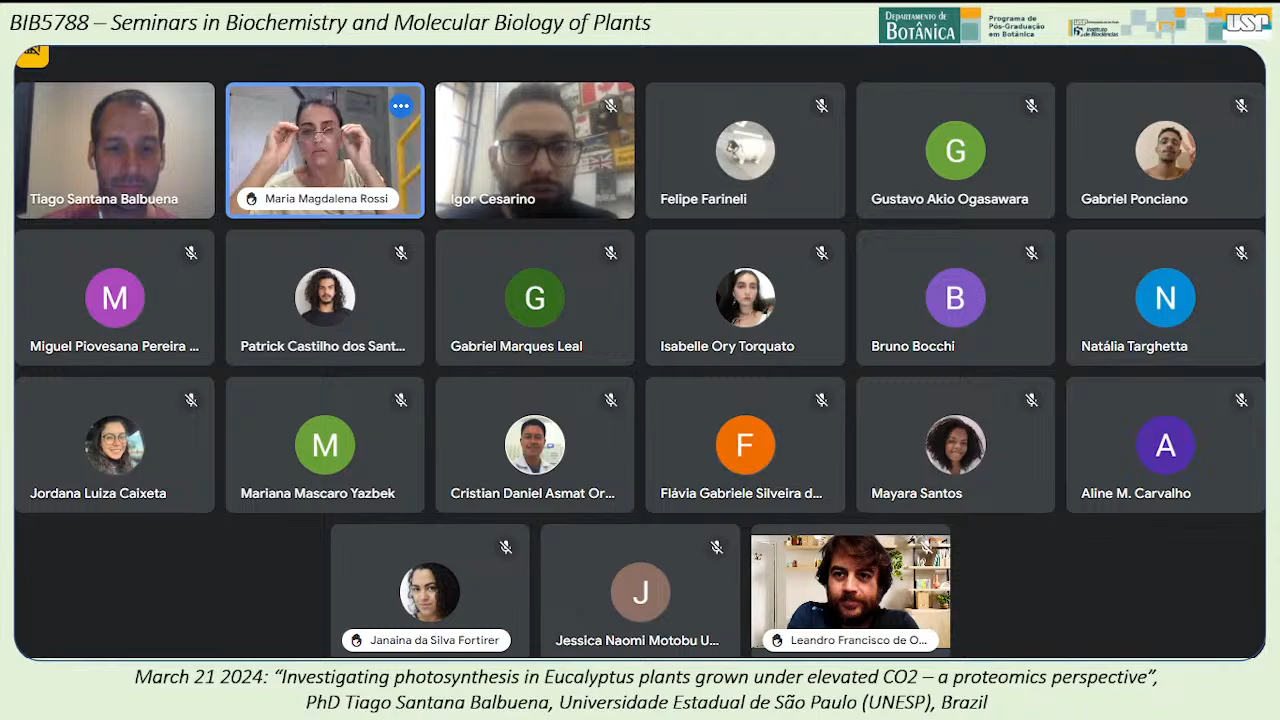 BIB5788 – Seminars in Biochemistry and Molecular Biology of Plants
DEPARTAMENTO DE
BOTÂNICA
Programa de
Pós-Graduação
em Botânica
Instituto
de Biociências
USP
Tiago Santana Balbuena
Maria Magdalena Rossi
Igor Cesarino
Felipe Farineli
G
Gustavo Akio Ogasawara
Gabriel Ponciano
M
Miguel Piovesana Pereira ...
Patrick Castilho dos Sant...
G
Gabriel Marques Leal
Isabelle Ory Torquato
B
Bruno Bocchi
N
Natália Targhetta
Jordana Luiza Caixeta
M
Mariana Mascaro Yazbek
Cristian Daniel Asmat Or...
F
Flávia Gabriele Silveira d...
Mayara Santos
A
Aline M. Carvalho
Janaina da Silva Fortirer
J
Jessica Naomi Motobu U...
Leandro Francisco de O...
March 21 2024: “Investigating photosynthesis in Eucalyptus plants grown under elevated CO2 – a proteomics perspective”,
PhD Tiago Santana Balbuena, Universidade Estadual de São Paulo (UNESP), Brazil